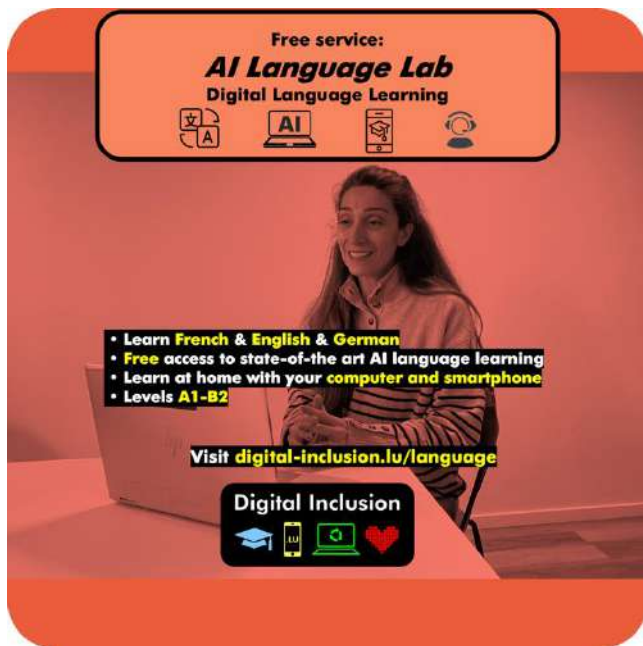 Free service:
AI Language Lab
Digital Language Learning
文 A
AI
• Learn French & English & German
• Free access to state-of-the art AI language learning
• Learn at home with your computer and smartphone
• Levels A1-B2
Visit digital-inclusion.lu/language
Digital Inclusion
.LU